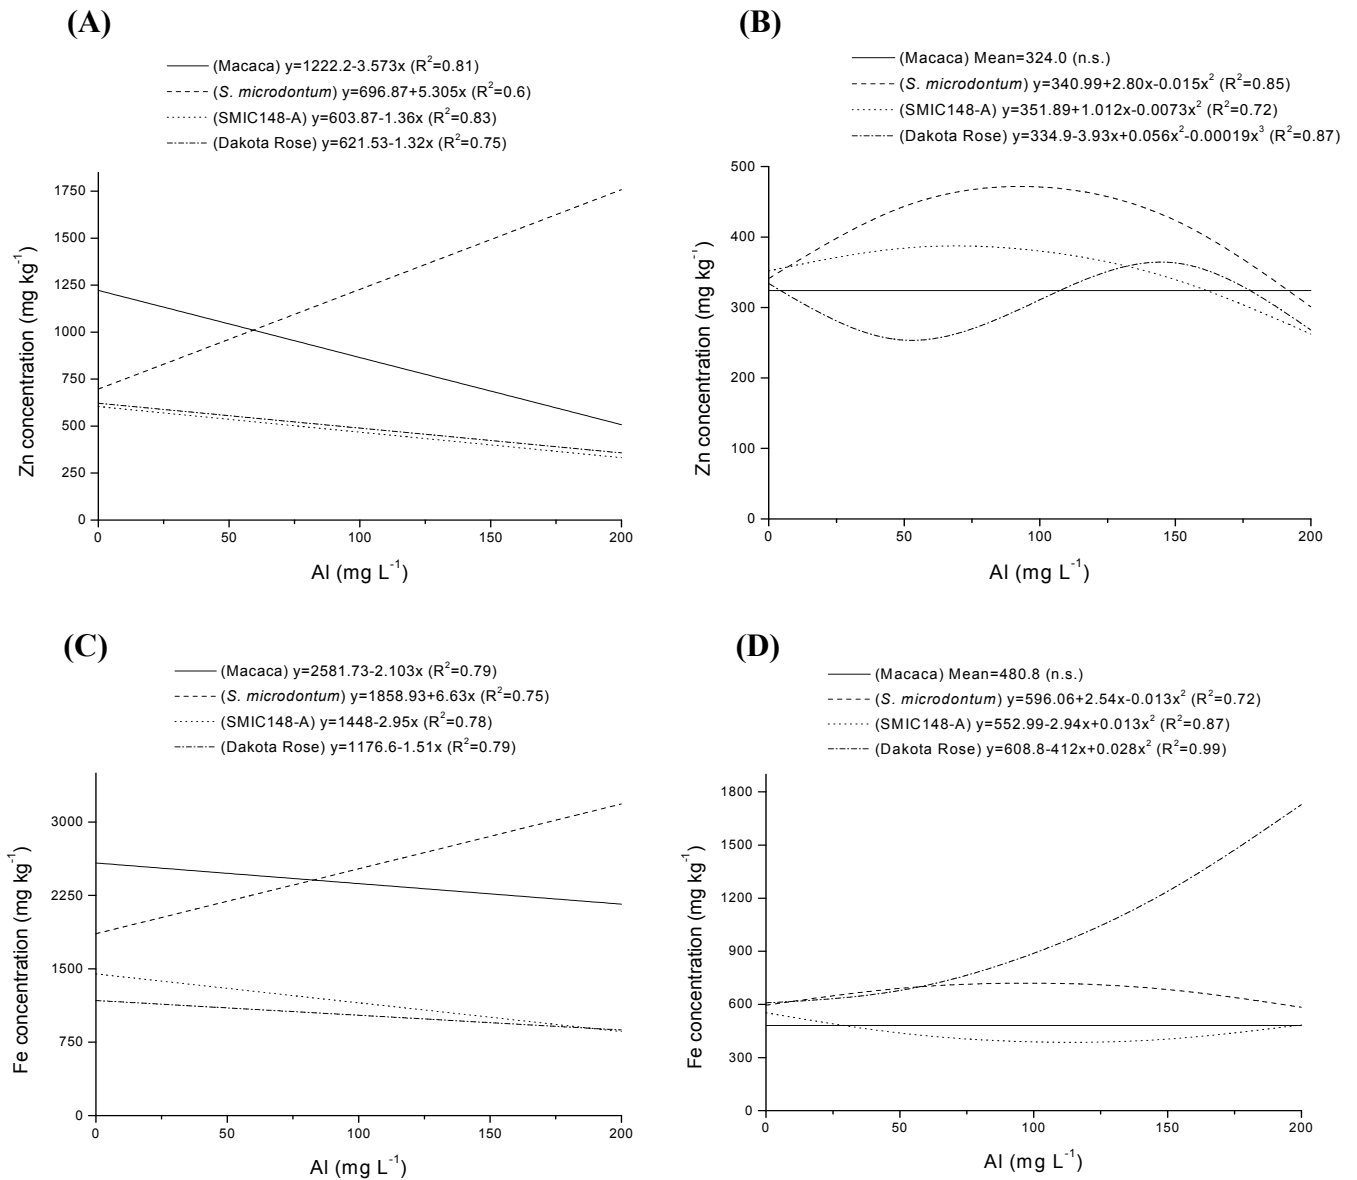 (A)
(Macaca) y=1222.2-3.573x (R²=0.81)
(S. microdontum) y=696.87+5.305x (R²=0.6)
(SMIC148-A) y=603.87-1.36x (R²=0.83)
(Dakota Rose) y=621.53-1.32x (R²=0.75)
1750
1500
1250
1000
750
500
250
0
Zn concentration (mg kg⁻¹)
0 50 100 150 200
Al (mg L⁻¹)
(B)
(Macaca) Mean=324.0 (n.s.)
(S. microdontum) y=340.99+2.80x-0.015x² (R²=0.85)
(SMIC148-A) y=351.89+1.012x-0.0073x² (R²=0.72)
(Dakota Rose) y=334.9-3.93x+0.056x²-0.00019x³ (R²=0.87)
500
400
300
200
100
0
Zn concentration (mg kg⁻¹)
0 50 100 150 200
Al (mg L⁻¹)
(C)
(Macaca) y=2581.73-2.103x (R²=0.79)
(S. microdontum) y=1858.93+6.63x (R²=0.75)
(SMIC148-A) y=1448-2.95x (R²=0.78)
(Dakota Rose) y=1176.6-1.51x (R²=0.79)
3000
2250
1500
750
0
Fe concentration (mg kg⁻¹)
0 50 100 150 200
Al (mg L⁻¹)
(D)
(Macaca) Mean=480.8 (n.s.)
(S. microdontum) y=596.06+2.54x-0.013x² (R²=0.72)
(SMIC148-A) y=552.99-2.94x+0.013x² (R²=0.87)
(Dakota Rose) y=608.8-412x+0.028x² (R²=0.99)
1800
1500
1200
900
600
300
0
Fe concentration (mg kg⁻¹)
0 50 100 150 200
Al (mg L⁻¹)